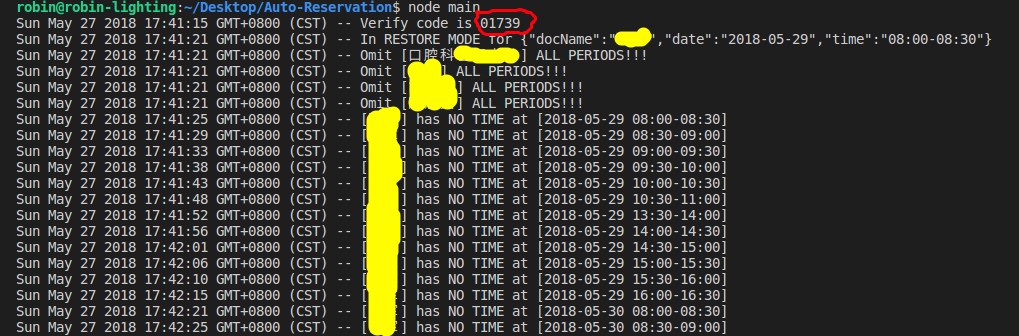 robin@robin-lighting:~/Desktop/Auto-Reservation$ node main
Sun May 27 2018 17:41:15 GMT+0800 (CST) -- Verify code is 01739
Sun May 27 2018 17:41:21 GMT+0800 (CST) -- In RESTORE MODE for {"docName":"","date":"2018-05-29","time":"08:00-08:30"}
Sun May 27 2018 17:41:21 GMT+0800 (CST) -- Omit [口腔科 ] ALL PERIODS!!!
Sun May 27 2018 17:41:21 GMT+0800 (CST) -- Omit [ ] ALL PERIODS!!!
Sun May 27 2018 17:41:21 GMT+0800 (CST) -- Omit [ ] ALL PERIODS!!!
Sun May 27 2018 17:41:21 GMT+0800 (CST) -- Omit [ ] ALL PERIODS!!!
Sun May 27 2018 17:41:25 GMT+0800 (CST) -- [ ] has NO TIME at [2018-05-29 08:00-08:30]
Sun May 27 2018 17:41:29 GMT+0800 (CST) -- [ ] has NO TIME at [2018-05-29 08:30-09:00]
Sun May 27 2018 17:41:33 GMT+0800 (CST) -- [ ] has NO TIME at [2018-05-29 09:00-09:30]
Sun May 27 2018 17:41:38 GMT+0800 (CST) -- [ ] has NO TIME at [2018-05-29 09:30-10:00]
Sun May 27 2018 17:41:43 GMT+0800 (CST) -- [ ] has NO TIME at [2018-05-29 10:00-10:30]
Sun May 27 2018 17:41:48 GMT+0800 (CST) -- [ ] has NO TIME at [2018-05-29 10:30-11:00]
Sun May 27 2018 17:41:52 GMT+0800 (CST) -- [ ] has NO TIME at [2018-05-29 13:30-14:00]
Sun May 27 2018 17:41:56 GMT+0800 (CST) -- [ ] has NO TIME at [2018-05-29 14:00-14:30]
Sun May 27 2018 17:42:01 GMT+0800 (CST) -- [ ] has NO TIME at [2018-05-29 14:30-15:00]
Sun May 27 2018 17:42:06 GMT+0800 (CST) -- [ ] has NO TIME at [2018-05-29 15:00-15:30]
Sun May 27 2018 17:42:10 GMT+0800 (CST) -- [ ] has NO TIME at [2018-05-29 15:30-16:00]
Sun May 27 2018 17:42:15 GMT+0800 (CST) -- [ ] has NO TIME at [2018-05-29 16:00-16:30]
Sun May 27 2018 17:42:21 GMT+0800 (CST) -- [ ] has NO TIME at [2018-05-30 08:00-08:30]
Sun May 27 2018 17:42:25 GMT+0800 (CST) -- [ ] has NO TIME at [2018-05-30 08:30-09:00]